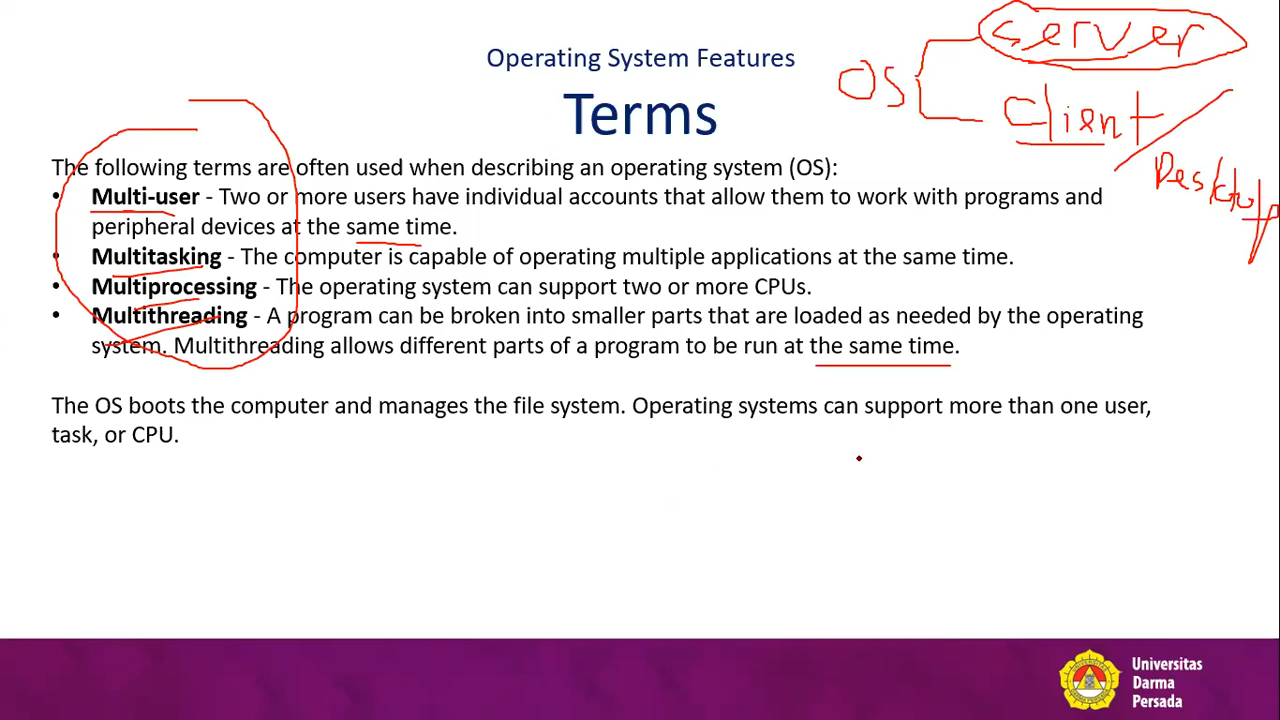 Operating System Features
Terms
OS
Server
Client/
Desktop
The following terms are often used when describing an operating system (OS):
• Multi-user - Two or more users have individual accounts that allow them to work with programs and
peripheral devices at the same time.
• Multitasking - The computer is capable of operating multiple applications at the same time.
• Multiprocessing - The operating system can support two or more CPUs.
• Multithreading - A program can be broken into smaller parts that are loaded as needed by the operating
system. Multithreading allows different parts of a program to be run at the same time.
The OS boots the computer and manages the file system. Operating systems can support more than one user,
task, or CPU.
Universitas
Darma
Persada